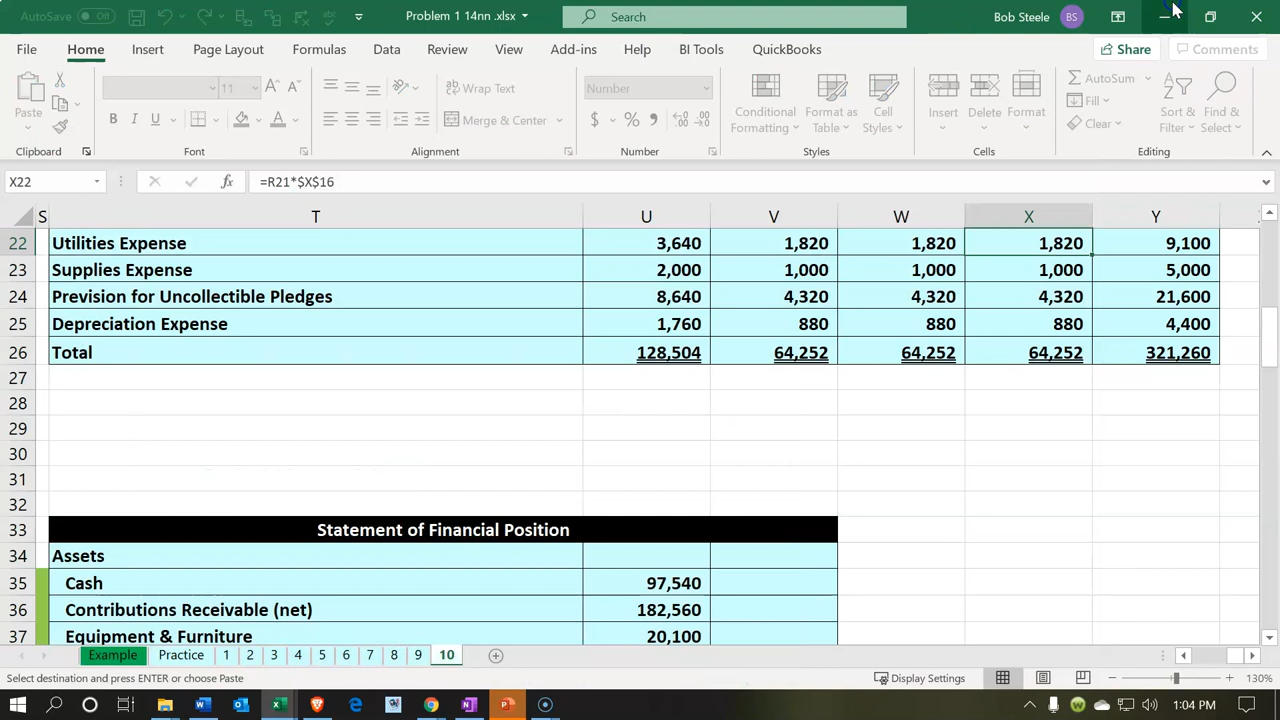 AutoSave Off Problem 1 14nn .xlsx Search Bob Steele BS
File Home Insert Page Layout Formulas Data Review View Developer Add-ins Help BI Tools QuickBooks Share Comments
Paste 11 Wrap Text Merge & Center Number Conditional Formatting Format as Table Cell Styles Insert Delete Format AutoSum Fill Clear Sort & Filter Find & Select
Clipboard Font Alignment Number Styles Cells Editing
X22 fx =R21*$X$16
S T U V W X Y
22 Utilities Expense 3,640 1,820 1,820 1,820 9,100
23 Supplies Expense 2,000 1,000 1,000 1,000 5,000
24 Prevision for Uncollectible Pledges 8,640 4,320 4,320 4,320 21,600
25 Depreciation Expense 1,760 880 880 880 4,400
26 Total 128,504 64,252 64,252 64,252 321,260
27
28
29
30
31
32
33 Statement of Financial Position
34 Assets
35 Cash 97,540
36 Contributions Receivable (net) 182,560
37 Equipment & Furniture 20,100
Example Practice 1 2 3 4 5 6 7 8 9 10
Select destination and press ENTER or choose Paste Display Settings 130%
1:04 PM